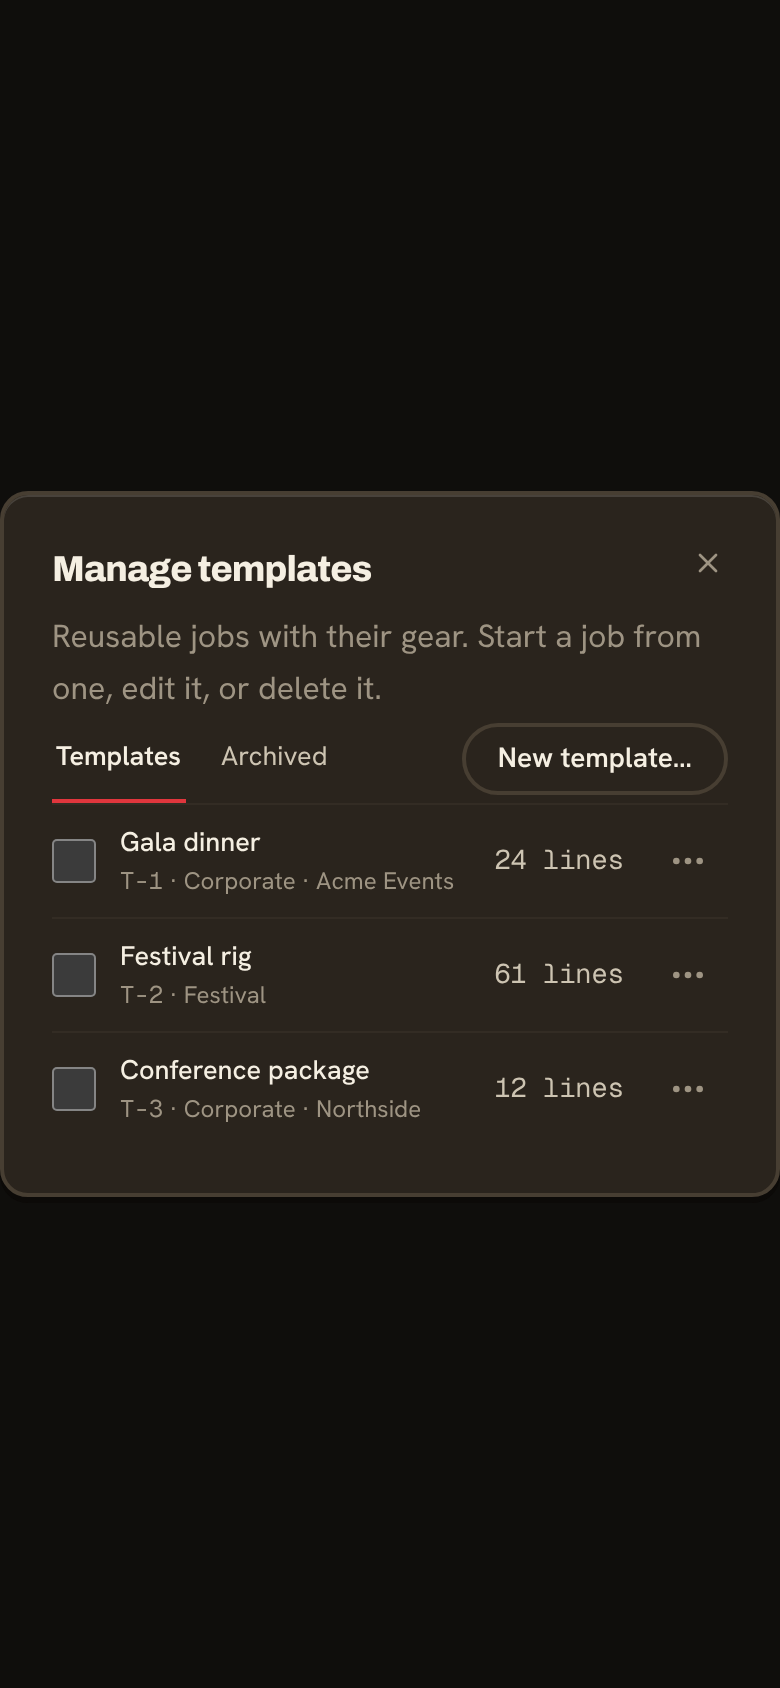 Manage templates
Reusable jobs with their gear. Start a job from
one, edit it, or delete it.
Templates Archived New template...
Gala dinner
T-1 · Corporate · Acme Events
24 lines
Festival rig
T-2 · Festival
61 lines
Conference package
T-3 · Corporate · Northside
12 lines